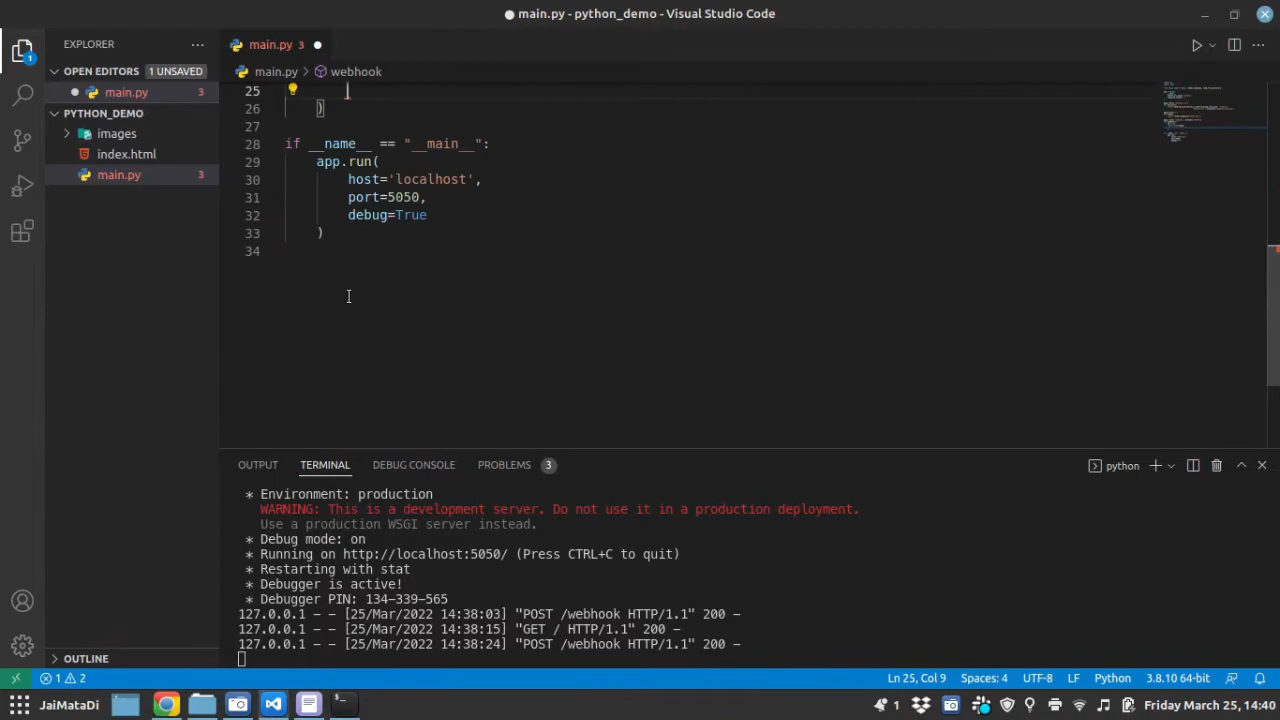 main.py - python_demo - Visual Studio Code
EXPLORER
main.py 3
OPEN EDITORS 1 UNSAVED
main.py > webhook
main.py 3
PYTHON_DEMO
images
index.html
main.py 3
25
26 )
27
28 if __name__ == "__main__":
29 app.run(
30 host='localhost',
31 port=5050,
32 debug=True
33 )
34
OUTPUT TERMINAL DEBUG CONSOLE PROBLEMS 3
python
* Environment: production
WARNING: This is a development server. Do not use it in a production deployment.
Use a production WSGI server instead.
* Debug mode: on
* Running on http://localhost:5050/ (Press CTRL+C to quit)
* Restarting with stat
* Debugger is active!
* Debugger PIN: 134-339-565
127.0.0.1 - - [25/Mar/2022 14:38:03] "POST /webhook HTTP/1.1" 200 -
127.0.0.1 - - [25/Mar/2022 14:38:15] "GET / HTTP/1.1" 200 -
127.0.0.1 - - [25/Mar/2022 14:38:24] "POST /webhook HTTP/1.1" 200 -
OUTLINE
1 2
Ln 25, Col 9 Spaces: 4 UTF-8 LF Python 3.8.10 64-bit
JaiMataDi
1
Friday March 25, 14:40